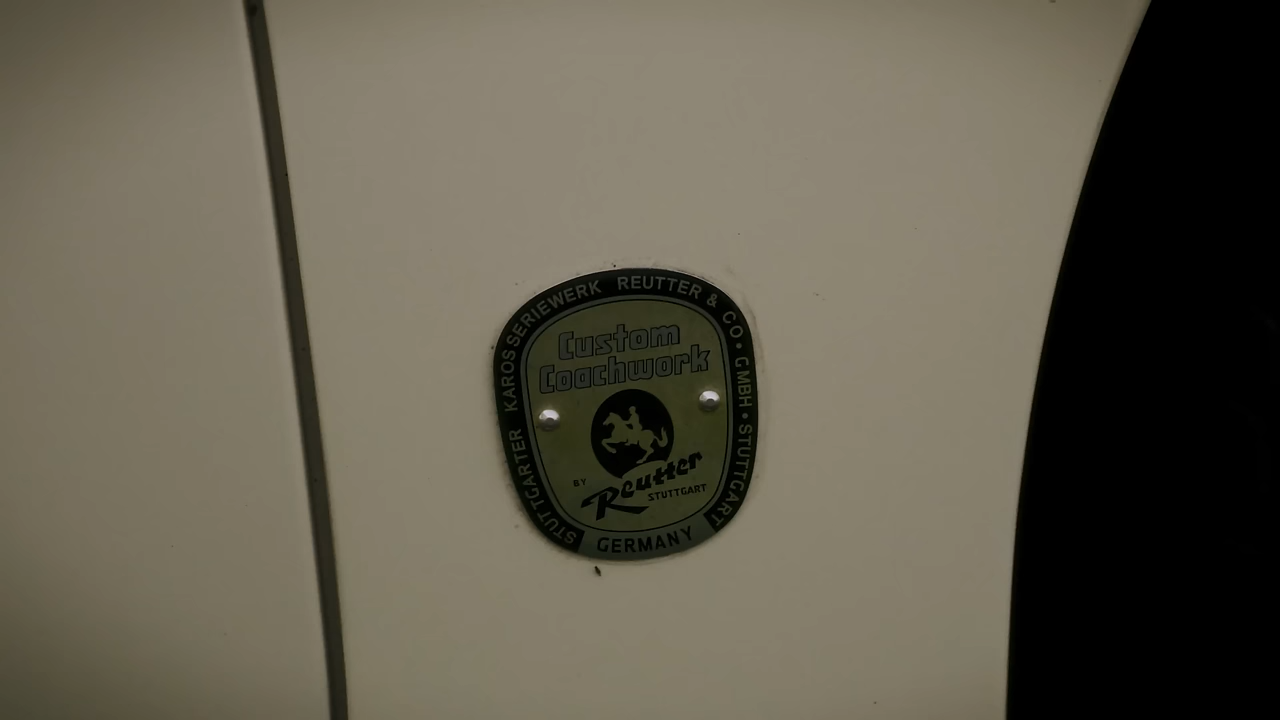 STUTTGARTER KAROSSERIEWERK REUTTER & CO • GMBH • STUTTGART
Custom
Coachwork
BY
Reutter
STUTTGART
GERMANY